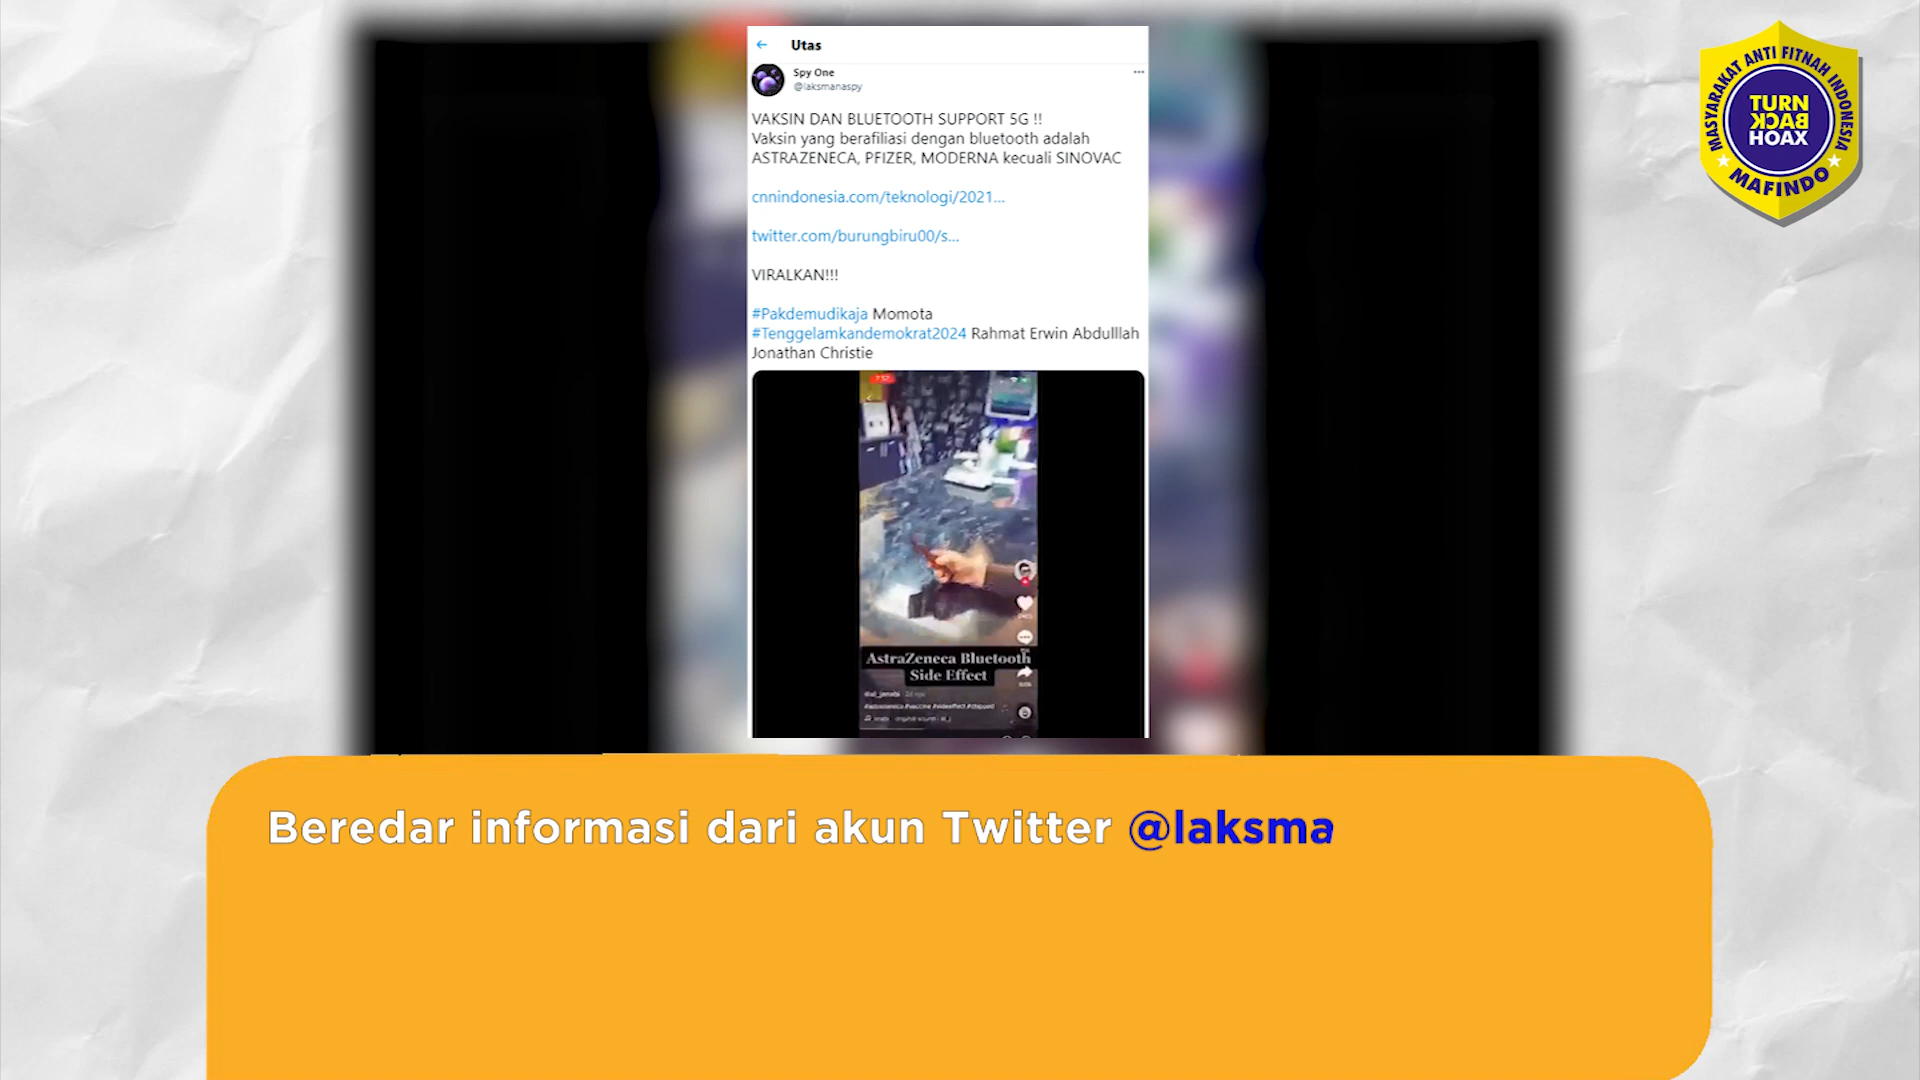 Utas
Spy One
@laksmanaspy
VAKSIN DAN BLUETOOTH SUPPORT 5G !!
Vaksin yang berafiliasi dengan bluetooth adalah
ASTRAZENECA, PFIZER, MODERNA kecuali SINOVAC
cnnindonesia.com/teknologi/2021...
twitter.com/burungbiru00/s...
VIRALKAN!!!
#Pakdemudikaja Momota
#Tenggelamkandemokrat2024 Rahmat Erwin Abdulllah
Jonathan Christie
7:57
AstraZeneca Bluetooth
Side Effect
MASYARAKAT ANTI FITNAH INDONESIA
TURN
BACK
HOAX
MAFINDO
Beredar informasi dari akun Twitter @laksma